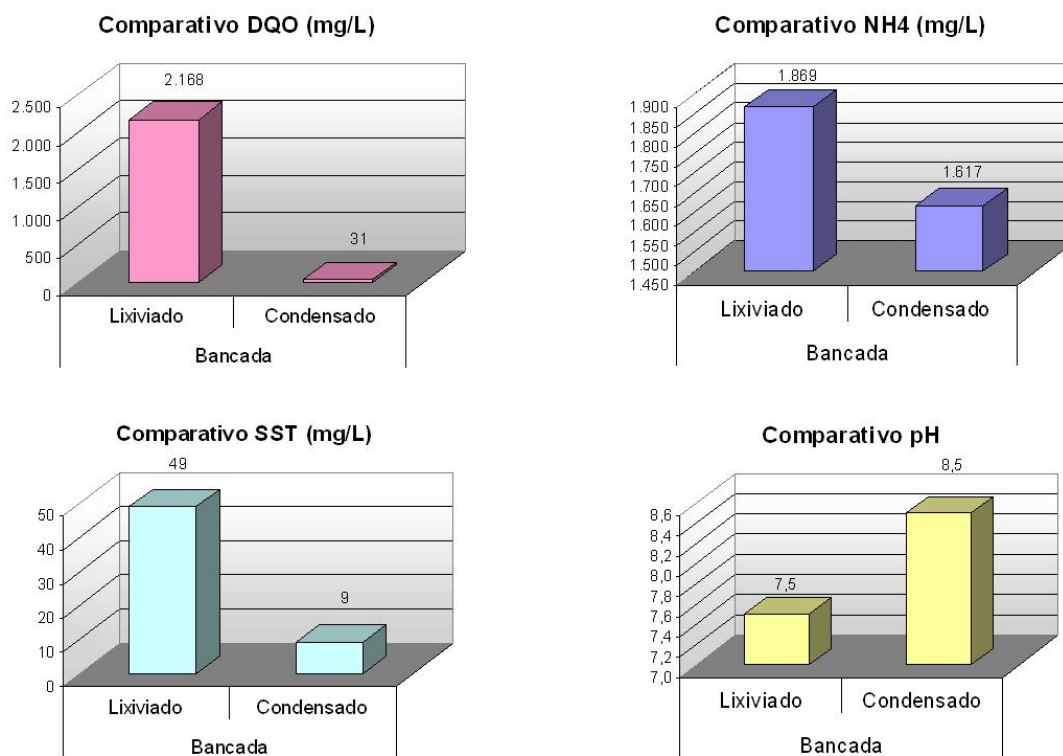 Comparativo DQO (mg/L)
2.168
31
2.500
2.000
1.500
1.000
500
0
Lixiviado
Condensado
Bancada
Comparativo NH4 (mg/L)
1.869
1.617
1.900
1.850
1.800
1.750
1.700
1.650
1.600
1.550
1.500
1.450
Lixiviado
Condensado
Bancada
Comparativo SST (mg/L)
49
9
50
40
30
20
10
0
Lixiviado
Condensado
Bancada
Comparativo pH
8,5
7,5
8,6
8,4
8,2
8,0
7,8
7,6
7,4
7,2
7,0
Lixiviado
Condensado
Bancada